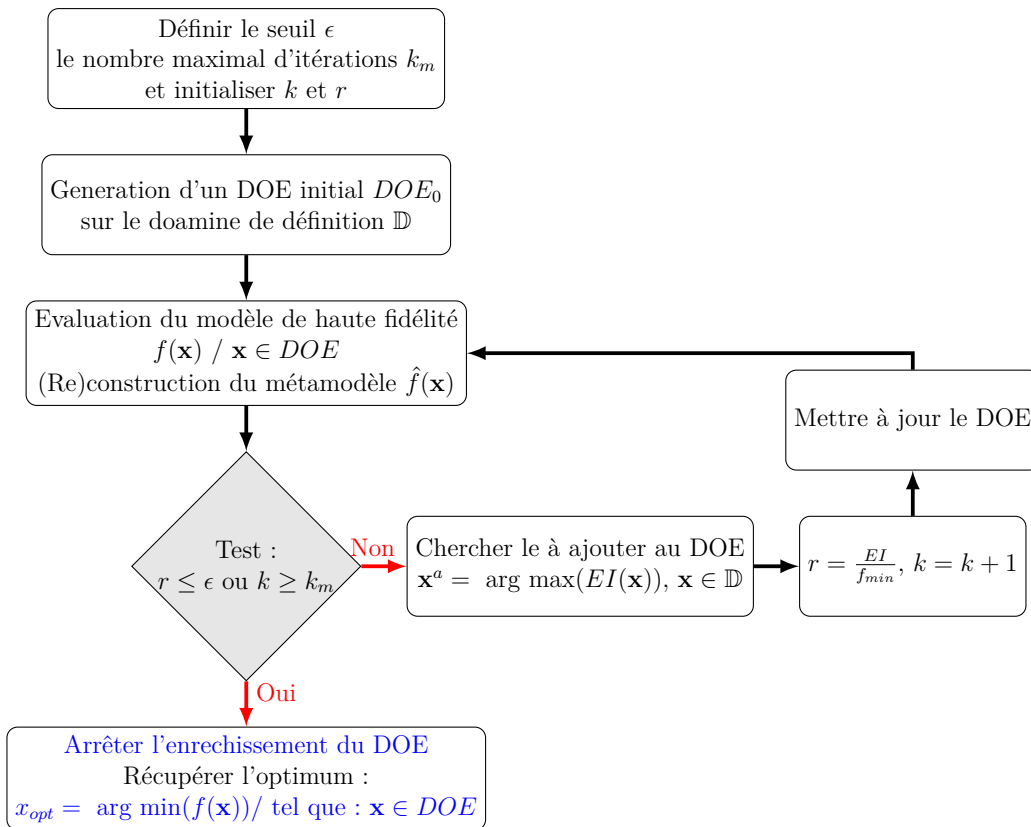 Définir le seuil ϵ
le nombre maximal d'itérations k_m
et initialiser k et r
Generation d'un DOE initial DOE_0
sur le doamine de définition 𝔻
Evaluation du modèle de haute fidélité
f(𝐱) / 𝐱 ∈ DOE
(Re)construction du métamodèle f̂(𝐱)
Mettre à jour le DOE
Test :
r ≤ ϵ ou k ≥ k_m
Non
Chercher le à ajouter au DOE
𝐱^a = arg max(EI(𝐱)), 𝐱 ∈ 𝔻
r = EI/f_min, k = k + 1
Oui
Arrêter l'enrechissement du DOE
Récupérer l'optimum :
x_opt = arg min(f(𝐱))/ tel que : 𝐱 ∈ DOE